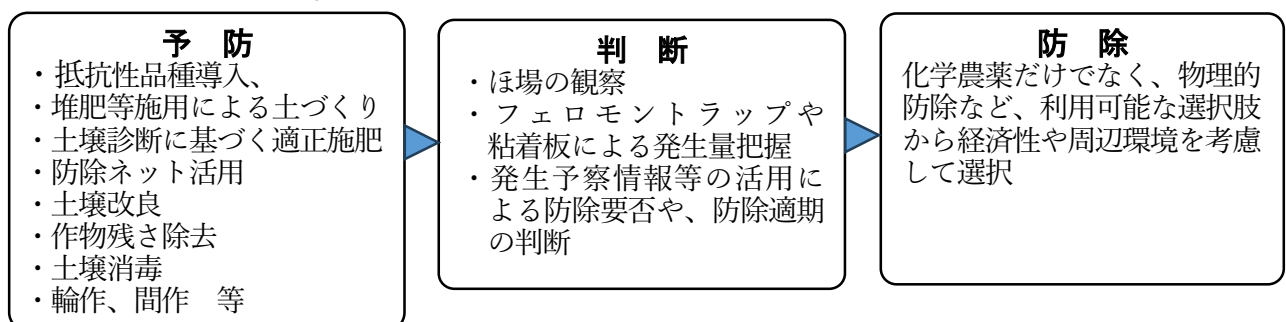 予　防
・抵抗性品種導入、
・堆肥等施用による土づくり
・土壌診断に基づく適正施肥
・防除ネット活用
・土壌改良
・作物残さ除去
・土壌消毒
・輪作、間作　等
判　断
・ほ場の観察
・フェロモントラップや
粘着板による発生量把握
・発生予察情報等の活用に
よる防除要否や、防除適期
の判断
防　除
化学農薬だけでなく、物理的
防除など、利用可能な選択肢
から経済性や周辺環境を考慮
して選択